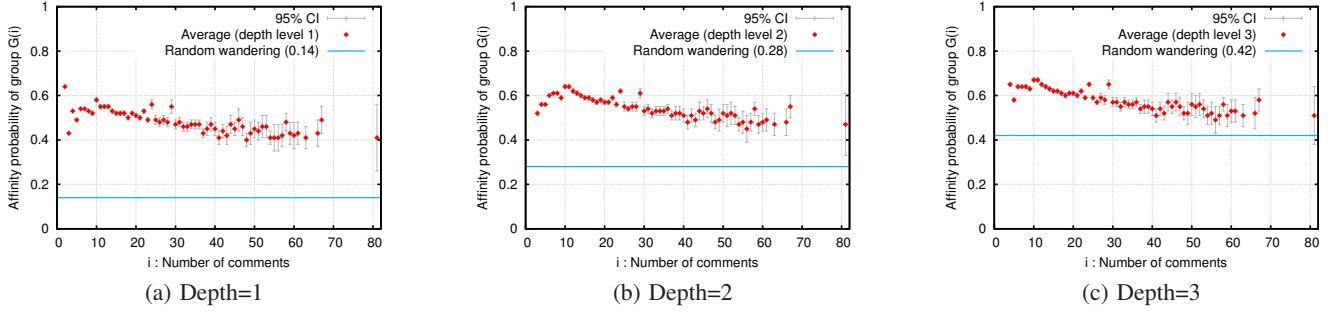 95% CI
Average (depth level 1)
Random wandering (0.14)
Affinity probability of group G(i)
1
0.8
0.6
0.4
0.2
0
0 10 20 30 40 50 60 70 80
i : Number of comments
(a) Depth=1
95% CI
Average (depth level 2)
Random wandering (0.28)
Affinity probability of group G(i)
1
0.8
0.6
0.4
0.2
0
0 10 20 30 40 50 60 70 80
i : Number of comments
(b) Depth=2
95% CI
Average (depth level 3)
Random wandering (0.42)
Affinity probability of group G(i)
1
0.8
0.6
0.4
0.2
0
0 10 20 30 40 50 60 70 80
i : Number of comments
(c) Depth=3